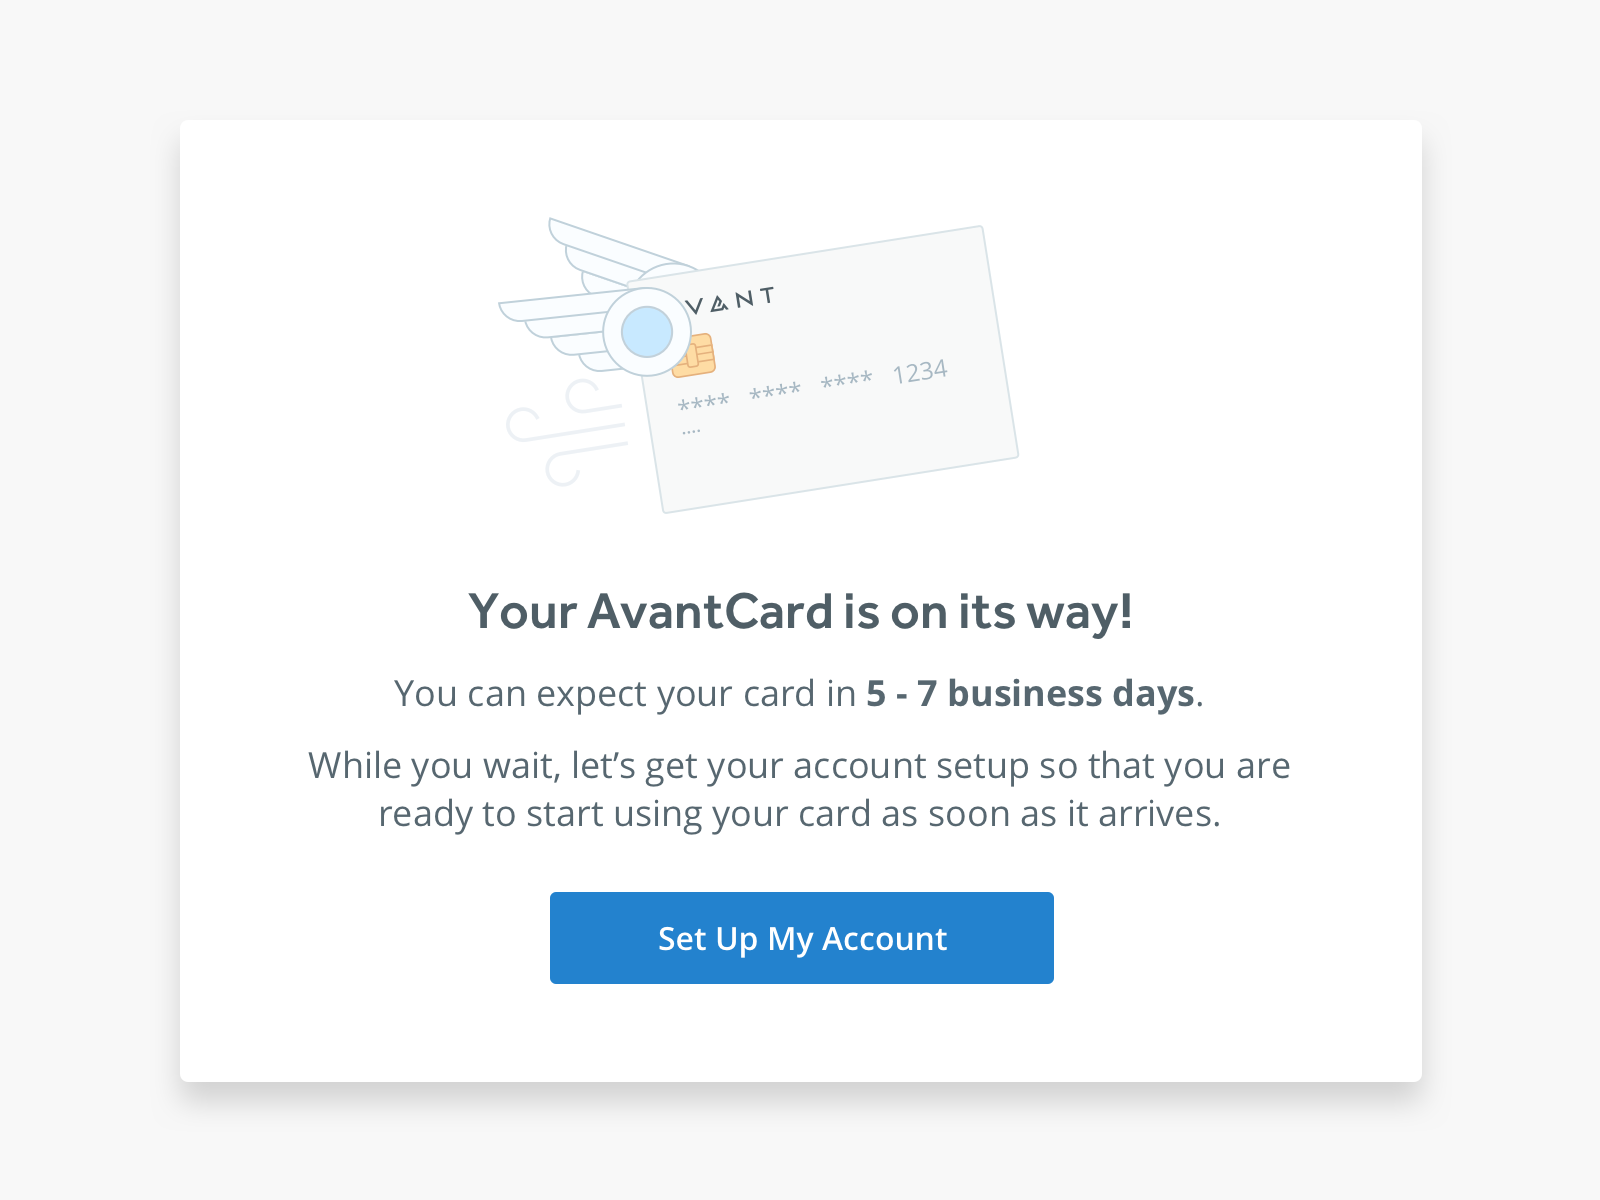 VANT
**** **** **** 1234
....
Your AvantCard is on its way!
You can expect your card in 5 - 7 business days.
While you wait, let’s get your account setup so that you are
ready to start using your card as soon as it arrives.
Set Up My Account